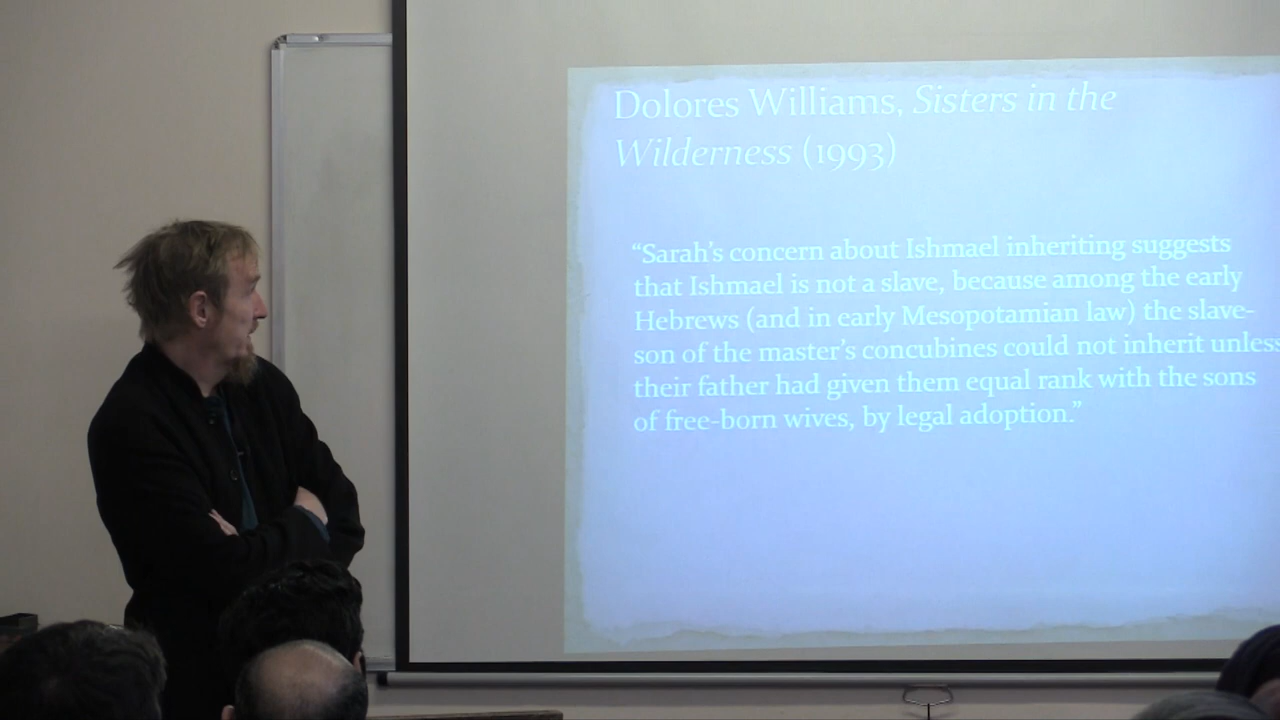 Dolores Williams, Sisters in the
Wilderness (1993)
“Sarah’s concern about Ishmael inheriting suggests
that Ishmael is not a slave, because among the early
Hebrews (and in early Mesopotamian law) the slave-
son of the master’s concubines could not inherit unless
their father had given them equal rank with the sons
of free-born wives, by legal adoption.”